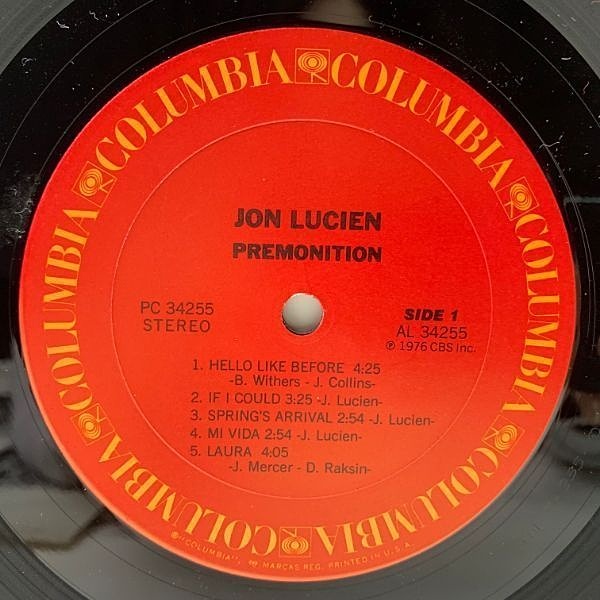 COLUMBIA COLUMBIA COLUMBIA COLUMBIA COLUMBIA COLUMBIA
JON LUCIEN
PREMONITION
PC 34255
STEREO
SIDE 1
AL 34255
℗ 1976 CBS Inc.
1. HELLO LIKE BEFORE 4:25
-B. Withers - J. Collins-
2. IF I COULD 3:25 -J. Lucien-
3. SPRING'S ARRIVAL 2:54 -J. Lucien-
4. MI VIDA 2:54 -J. Lucien-
5. LAURA 4:05
-J. Mercer - D. Raksin-
"COLUMBIA", MARCAS REG. PRINTED IN U.S.A.